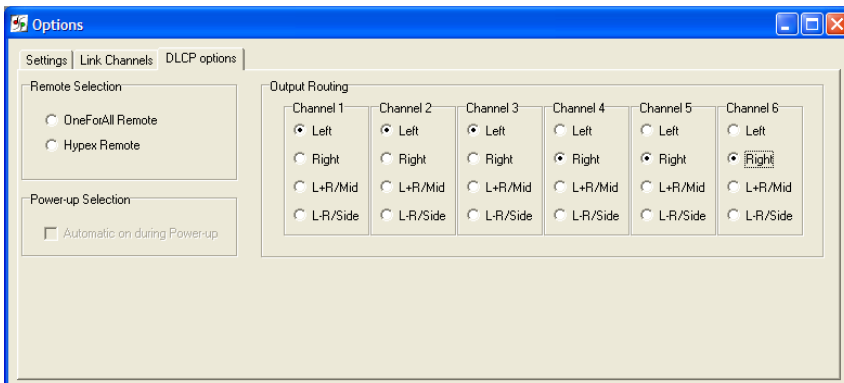 Options
Settings Link Channels DLCP options
Remote Selection
OneForAll Remote
Hypex Remote
Power-up Selection
Automatic on during Power-up
Output Routing
Channel 1 Channel 2 Channel 3 Channel 4 Channel 5 Channel 6
Left Left Left Left Left Left
Right Right Right Right Right Right
L+R/Mid L+R/Mid L+R/Mid L+R/Mid L+R/Mid L+R/Mid
L-R/Side L-R/Side L-R/Side L-R/Side L-R/Side L-R/Side